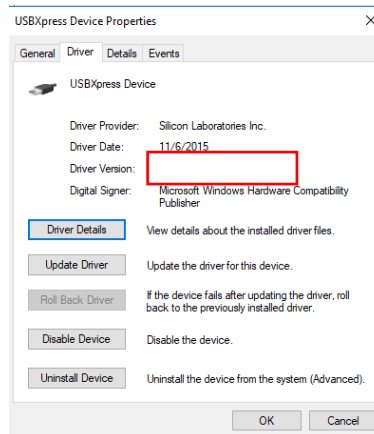 USBXpress Device Properties
General Driver Details Events
USBXpress Device
Driver Provider: Silicon Laboratories Inc.
Driver Date: 11/6/2015
Driver Version:
Digital Signer: Microsoft Windows Hardware Compatibility
Publisher
Driver Details View details about the installed driver files.
Update Driver Update the driver for this device.
Roll Back Driver If the device fails after updating the driver, roll
back to the previously installed driver.
Disable Device Disable the device.
Uninstall Device Uninstall the device from the system (Advanced).
OK Cancel